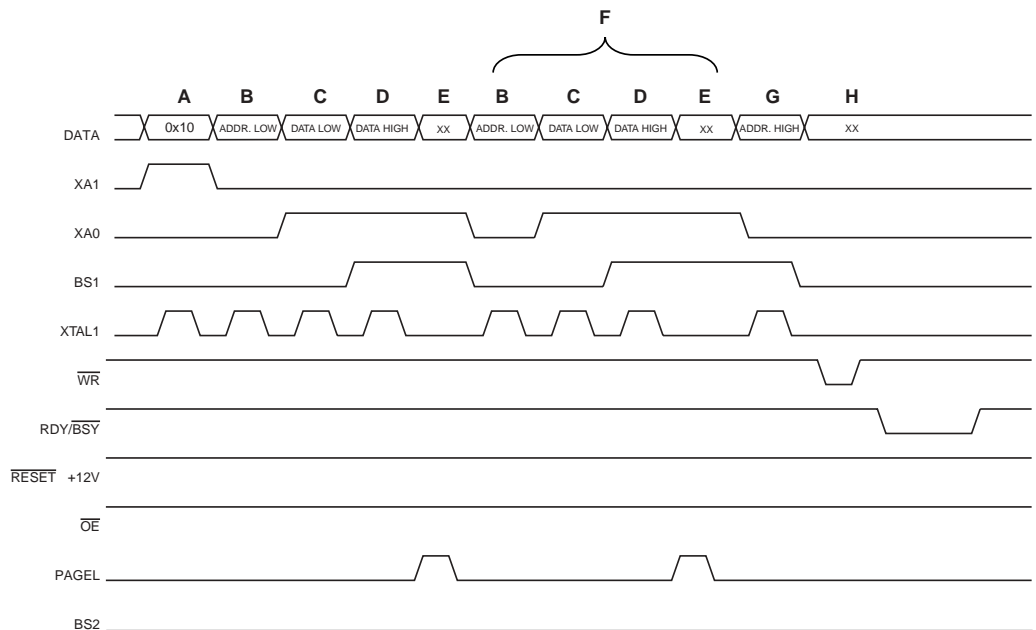 F
A B C D E B C D E G H
DATA 0x10 ADDR. LOW DATA LOW DATA HIGH XX ADDR. LOW DATA LOW DATA HIGH XX ADDR. HIGH XX
XA1
XA0
BS1
XTAL1
WR
RDY/BSY
RESET +12V
OE
PAGEL
BS2